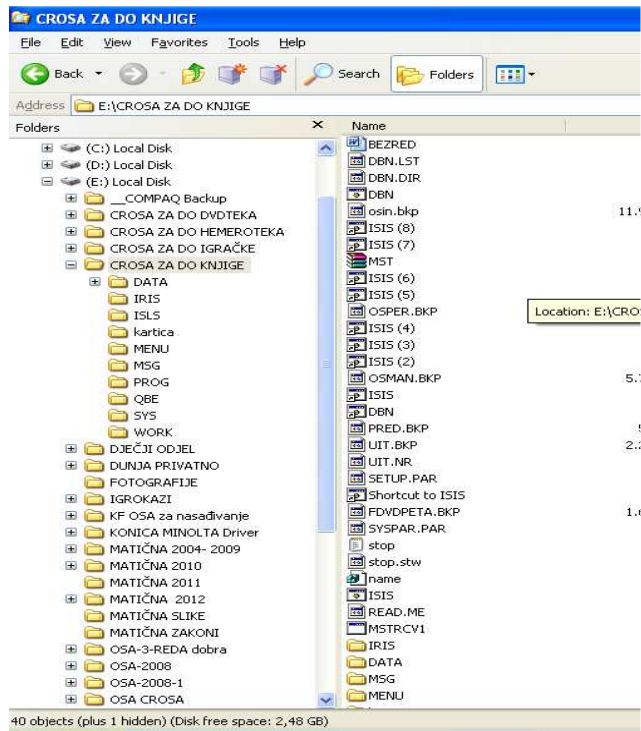 CROSA ZA DO KNJIGE
File Edit View Favorites Tools Help
Back Search Folders
Address E:\CROSA ZA DO KNJIGE
Folders
(C:) Local Disk
(D:) Local Disk
(E:) Local Disk
__COMPAQ Backup
CROSA ZA DO DVDTEKA
CROSA ZA DO HEMEROTEKA
CROSA ZA DO IGRAČKE
CROSA ZA DO KNJIGE
DATA
IRIS
ISLS
kartica
MENU
MSG
PROG
QBE
SYS
WORK
DJEČJI ODJEL
DUNJA PRIVATNO
FOTOGRAFIJE
IGROKAZI
KF OSA za nasađivanje
KONICA MINOLTA Driver
MATIČNA 2004- 2009
MATIČNA 2010
MATIČNA 2011
MATIČNA  2012
MATIČNA SLIKE
MATIČNA ZAKONI
OSA-3-REDA dobra
OSA-2008
OSA-2008-1
OSA CROSA
Name
BEZRED
DBN.LST
DBN.DIR
DBN
osin.bkp 11.9
ISIS (8)
ISIS (7)
MST
ISIS (6)
ISIS (5)
OSPER.BKP
Location: E:\CRO
ISIS (4)
ISIS (3)
ISIS (2)
OSMAN.BKP 5.
ISIS
DBN
PRED.BKP
UIT.BKP 2.
UIT.NR
SETUP.PAR
Shortcut to ISIS
FDVDPETA.BKP 1.
SYSPAR.PAR
stop
stop.stw
name
ISIS
READ.ME
MSTRCV1
IRIS
DATA
MSG
MENU
40 objects (plus 1 hidden) (Disk free space: 2,48 GB)